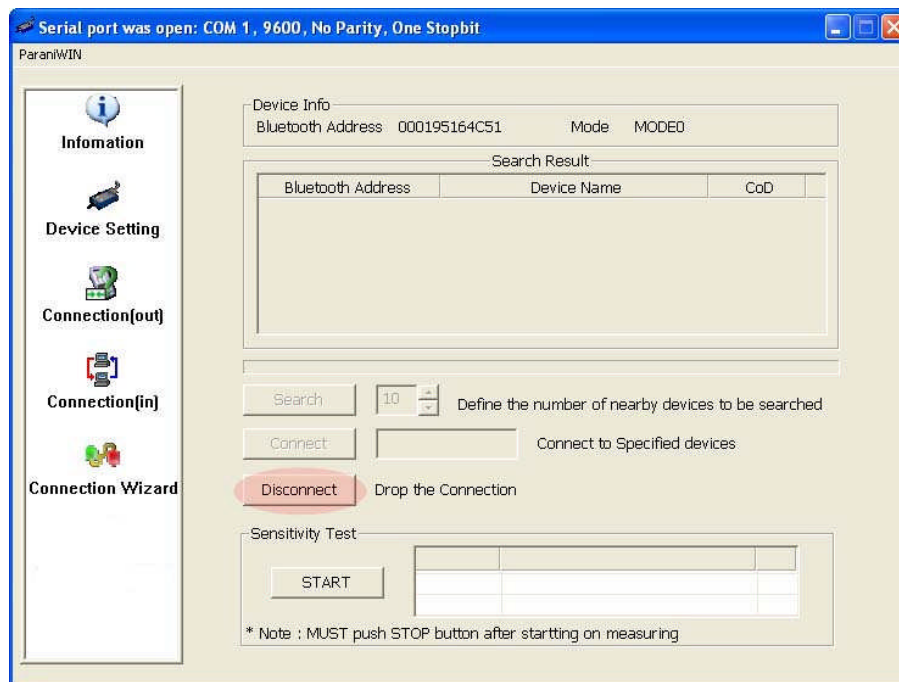 Serial port was open: COM 1, 9600, No Parity, One Stopbit
ParaniWIN
Infomation
Device Setting
Connection(out)
Connection(in)
Connection Wizard
Device Info
Bluetooth Address 000195164C51 Mode MODE0
Search Result
Bluetooth Address Device Name CoD
Search 10 Define the number of nearby devices to be searched
Connect Connect to Specified devices
Disconnect Drop the Connection
Sensitivity Test
START
* Note : MUST push STOP button after startting on measuring